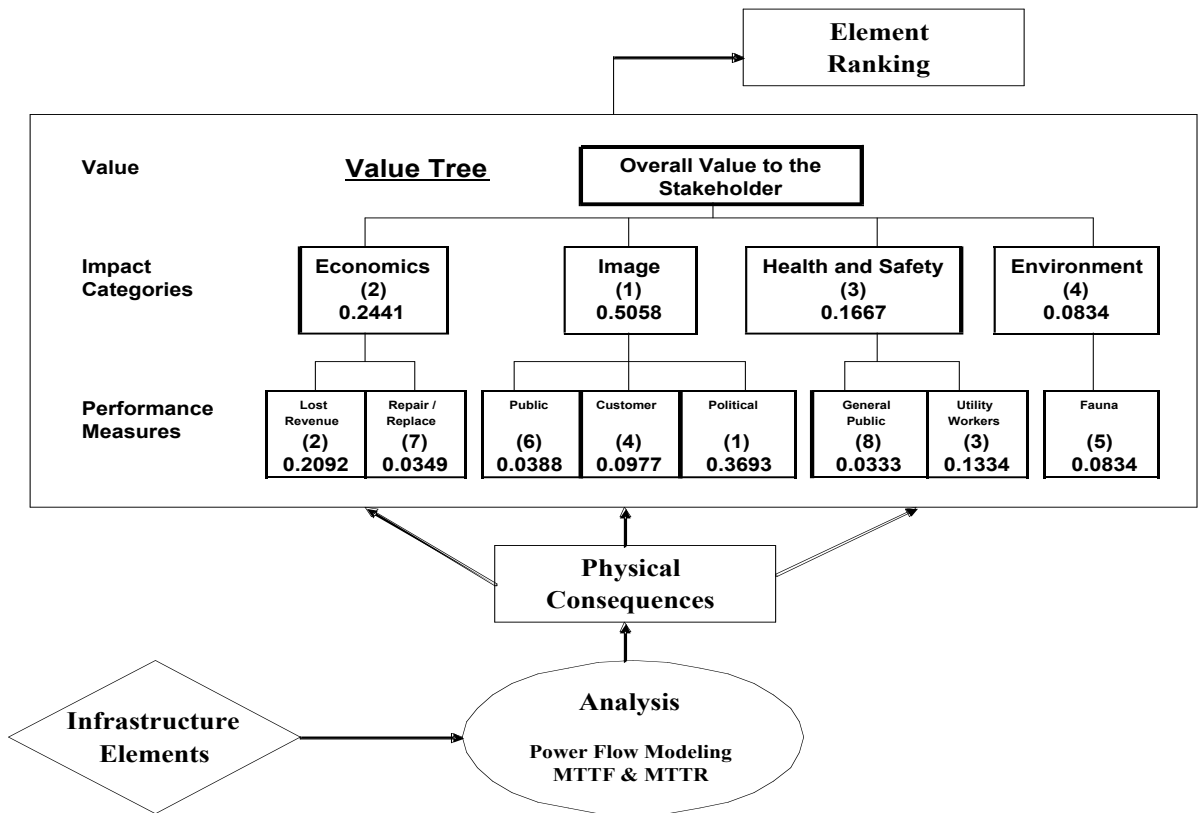 Element
Ranking
Value
Value Tree
Overall Value to the
Stakeholder
Impact
Categories
Economics
(2)
0.2441
Image
(1)
0.5058
Health and Safety
(3)
0.1667
Environment
(4)
0.0834
Performance
Measures
Lost
Revenue
(2)
0.2092
Repair /
Replace
(7)
0.0349
Public
(6)
0.0388
Customer
(4)
0.0977
Political
(1)
0.3693
General
Public
(8)
0.0333
Utility
Workers
(3)
0.1334
Fauna
(5)
0.0834
Physical
Consequences
Infrastructure
Elements
Analysis
Power Flow Modeling
MTTF & MTTR